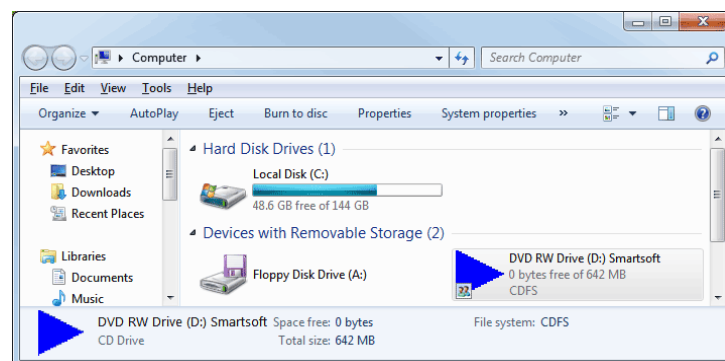 Computer
Search Computer
File Edit View Tools Help
Organize AutoPlay Eject Burn to disc Properties System properties »
Favorites
Desktop
Downloads
Recent Places
Libraries
Documents
Music
Hard Disk Drives (1)
Local Disk (C:)
48.6 GB free of 144 GB
Devices with Removable Storage (2)
Floppy Disk Drive (A:)
DVD RW Drive (D:) Smartsoft
0 bytes free of 642 MB
CDFS
DVD RW Drive (D:) Smartsoft Space free: 0 bytes File system: CDFS
CD Drive Total size: 642 MB